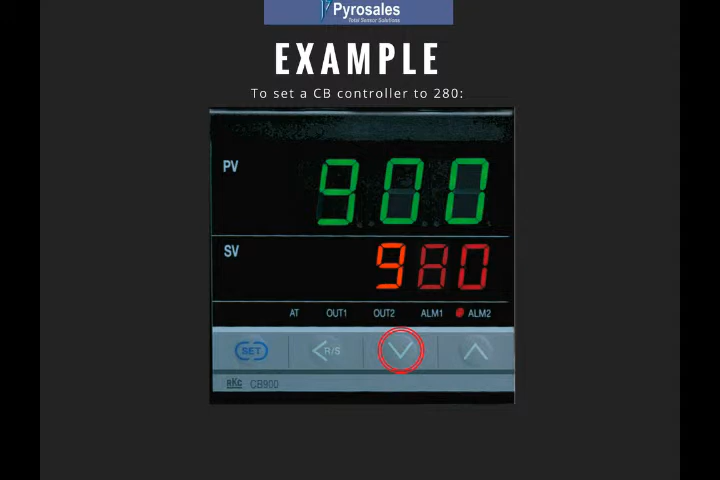 Pyrosales
Total Sensor Solutions
EXAMPLE
To set a CB controller to 280:
PV
900
SV
980
AT OUT1 OUT2 ALM1 ALM2
SET <R/S
RKC CB900